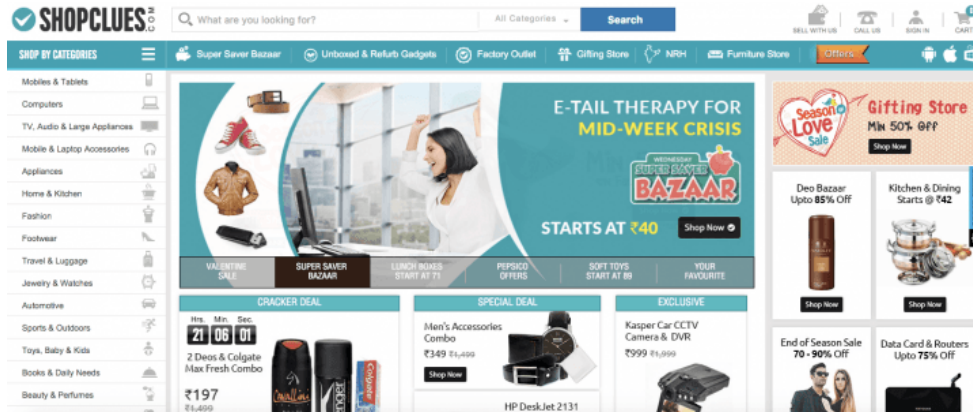 SHOPCLUES.COM
What are you looking for?
All Categories
Search
SELL WITH US
CALL US
SIGN IN
CART
SHOP BY CATEGORIES
Super Saver Bazaar
Unboxed & Refurb Gadgets
Factory Outlet
Gifting Store
NRH
Furniture Store
Offers
Mobiles & Tablets
Computers
TV, Audio & Large Appliances
Mobile & Laptop Accessories
Appliances
Home & Kitchen
Fashion
Footwear
Travel & Luggage
Jewelry & Watches
Automotive
Sports & Outdoors
Toys, Baby & Kids
Books & Daily Needs
Beauty & Perfumes
E-TAIL THERAPY FOR
MID-WEEK CRISIS
WEDNESDAY
SUPER SAVER
BAZAAR
STARTS AT ₹40
Shop Now
VALENTINE
SALE
SUPER SAVER
BAZAAR
LUNCH BOXES
START AT 71
PEPSICO
OFFERS
SOFT TOYS
START AT 89
YOUR
FAVOURITE
Season of
Love
Sale
Gifting Store
Min 50% Off
Shop Now
Deo Bazaar
Upto 85% Off
Shop Now
Kitchen & Dining
Starts @ ₹42
Shop Now
CRACKER DEAL
Hrs. Min. Sec.
21 06 01
2 Deos & Colgate
Max Fresh Combo
₹197
₹1,499
Colgate
SPECIAL DEAL
Men's Accessories
Combo
₹349 ₹1,499
Shop Now
HP DeskJet 2131
EXCLUSIVE
Kasper Car CCTV
Camera & DVR
₹999 ₹1,999
End of Season Sale
70 - 90% Off
Data Card & Routers
Upto 75% Off